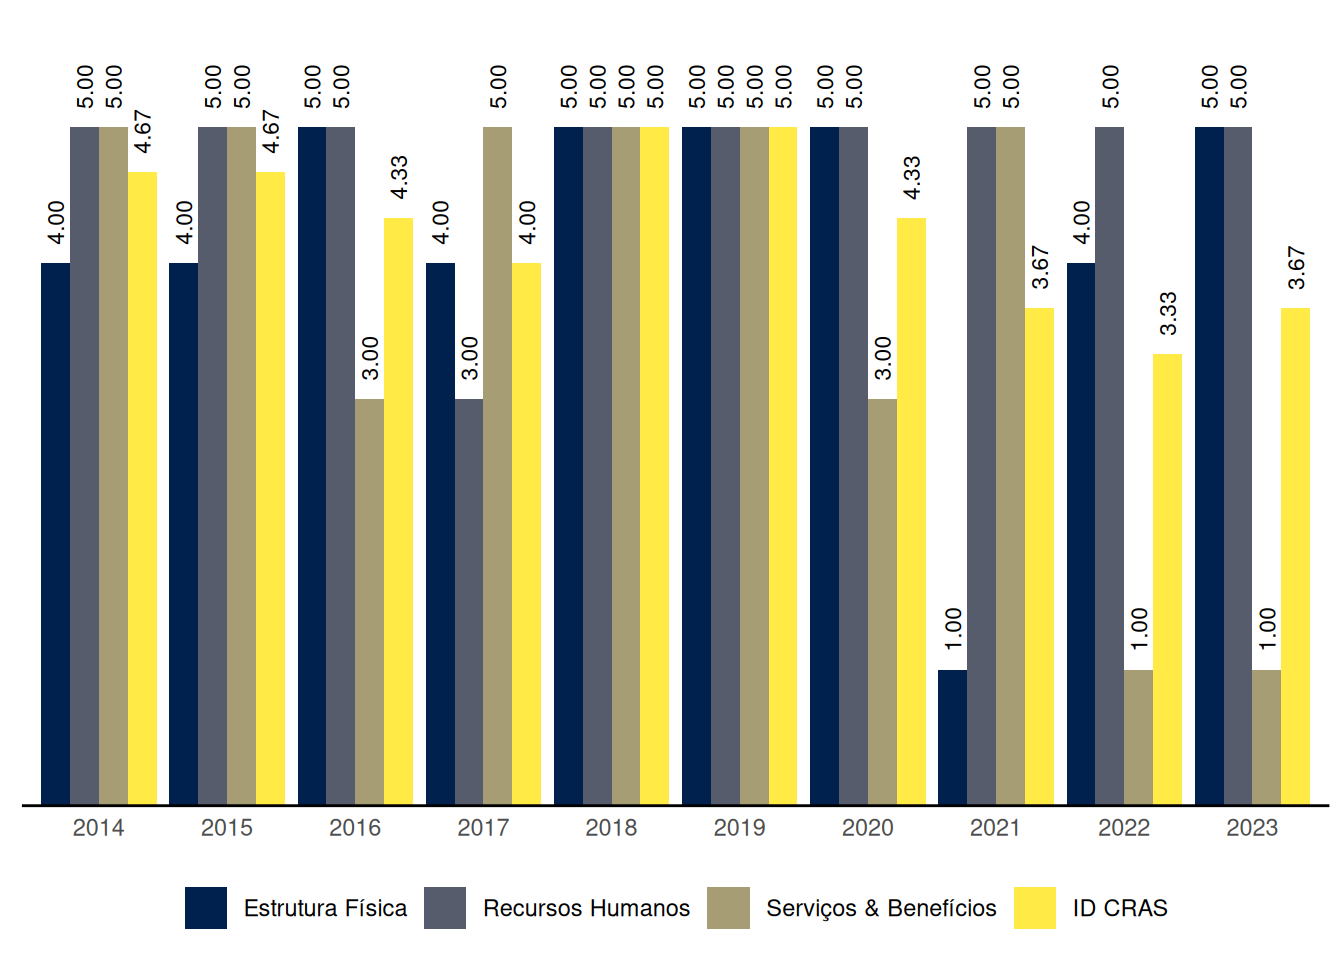 4.00 5.00 5.00 4.67
4.00 5.00 5.00 4.67
5.00 5.00 3.00 4.33
4.00 3.00 5.00 4.00
5.00 5.00 5.00 5.00
5.00 5.00 5.00 5.00
5.00 5.00 3.00 4.33
1.00 5.00 5.00 3.67
4.00 5.00 1.00 3.33
5.00 5.00 1.00 3.67
2014 2015 2016 2017 2018 2019 2020 2021 2022 2023
Estrutura Física Recursos Humanos Serviços & Benefícios ID CRAS